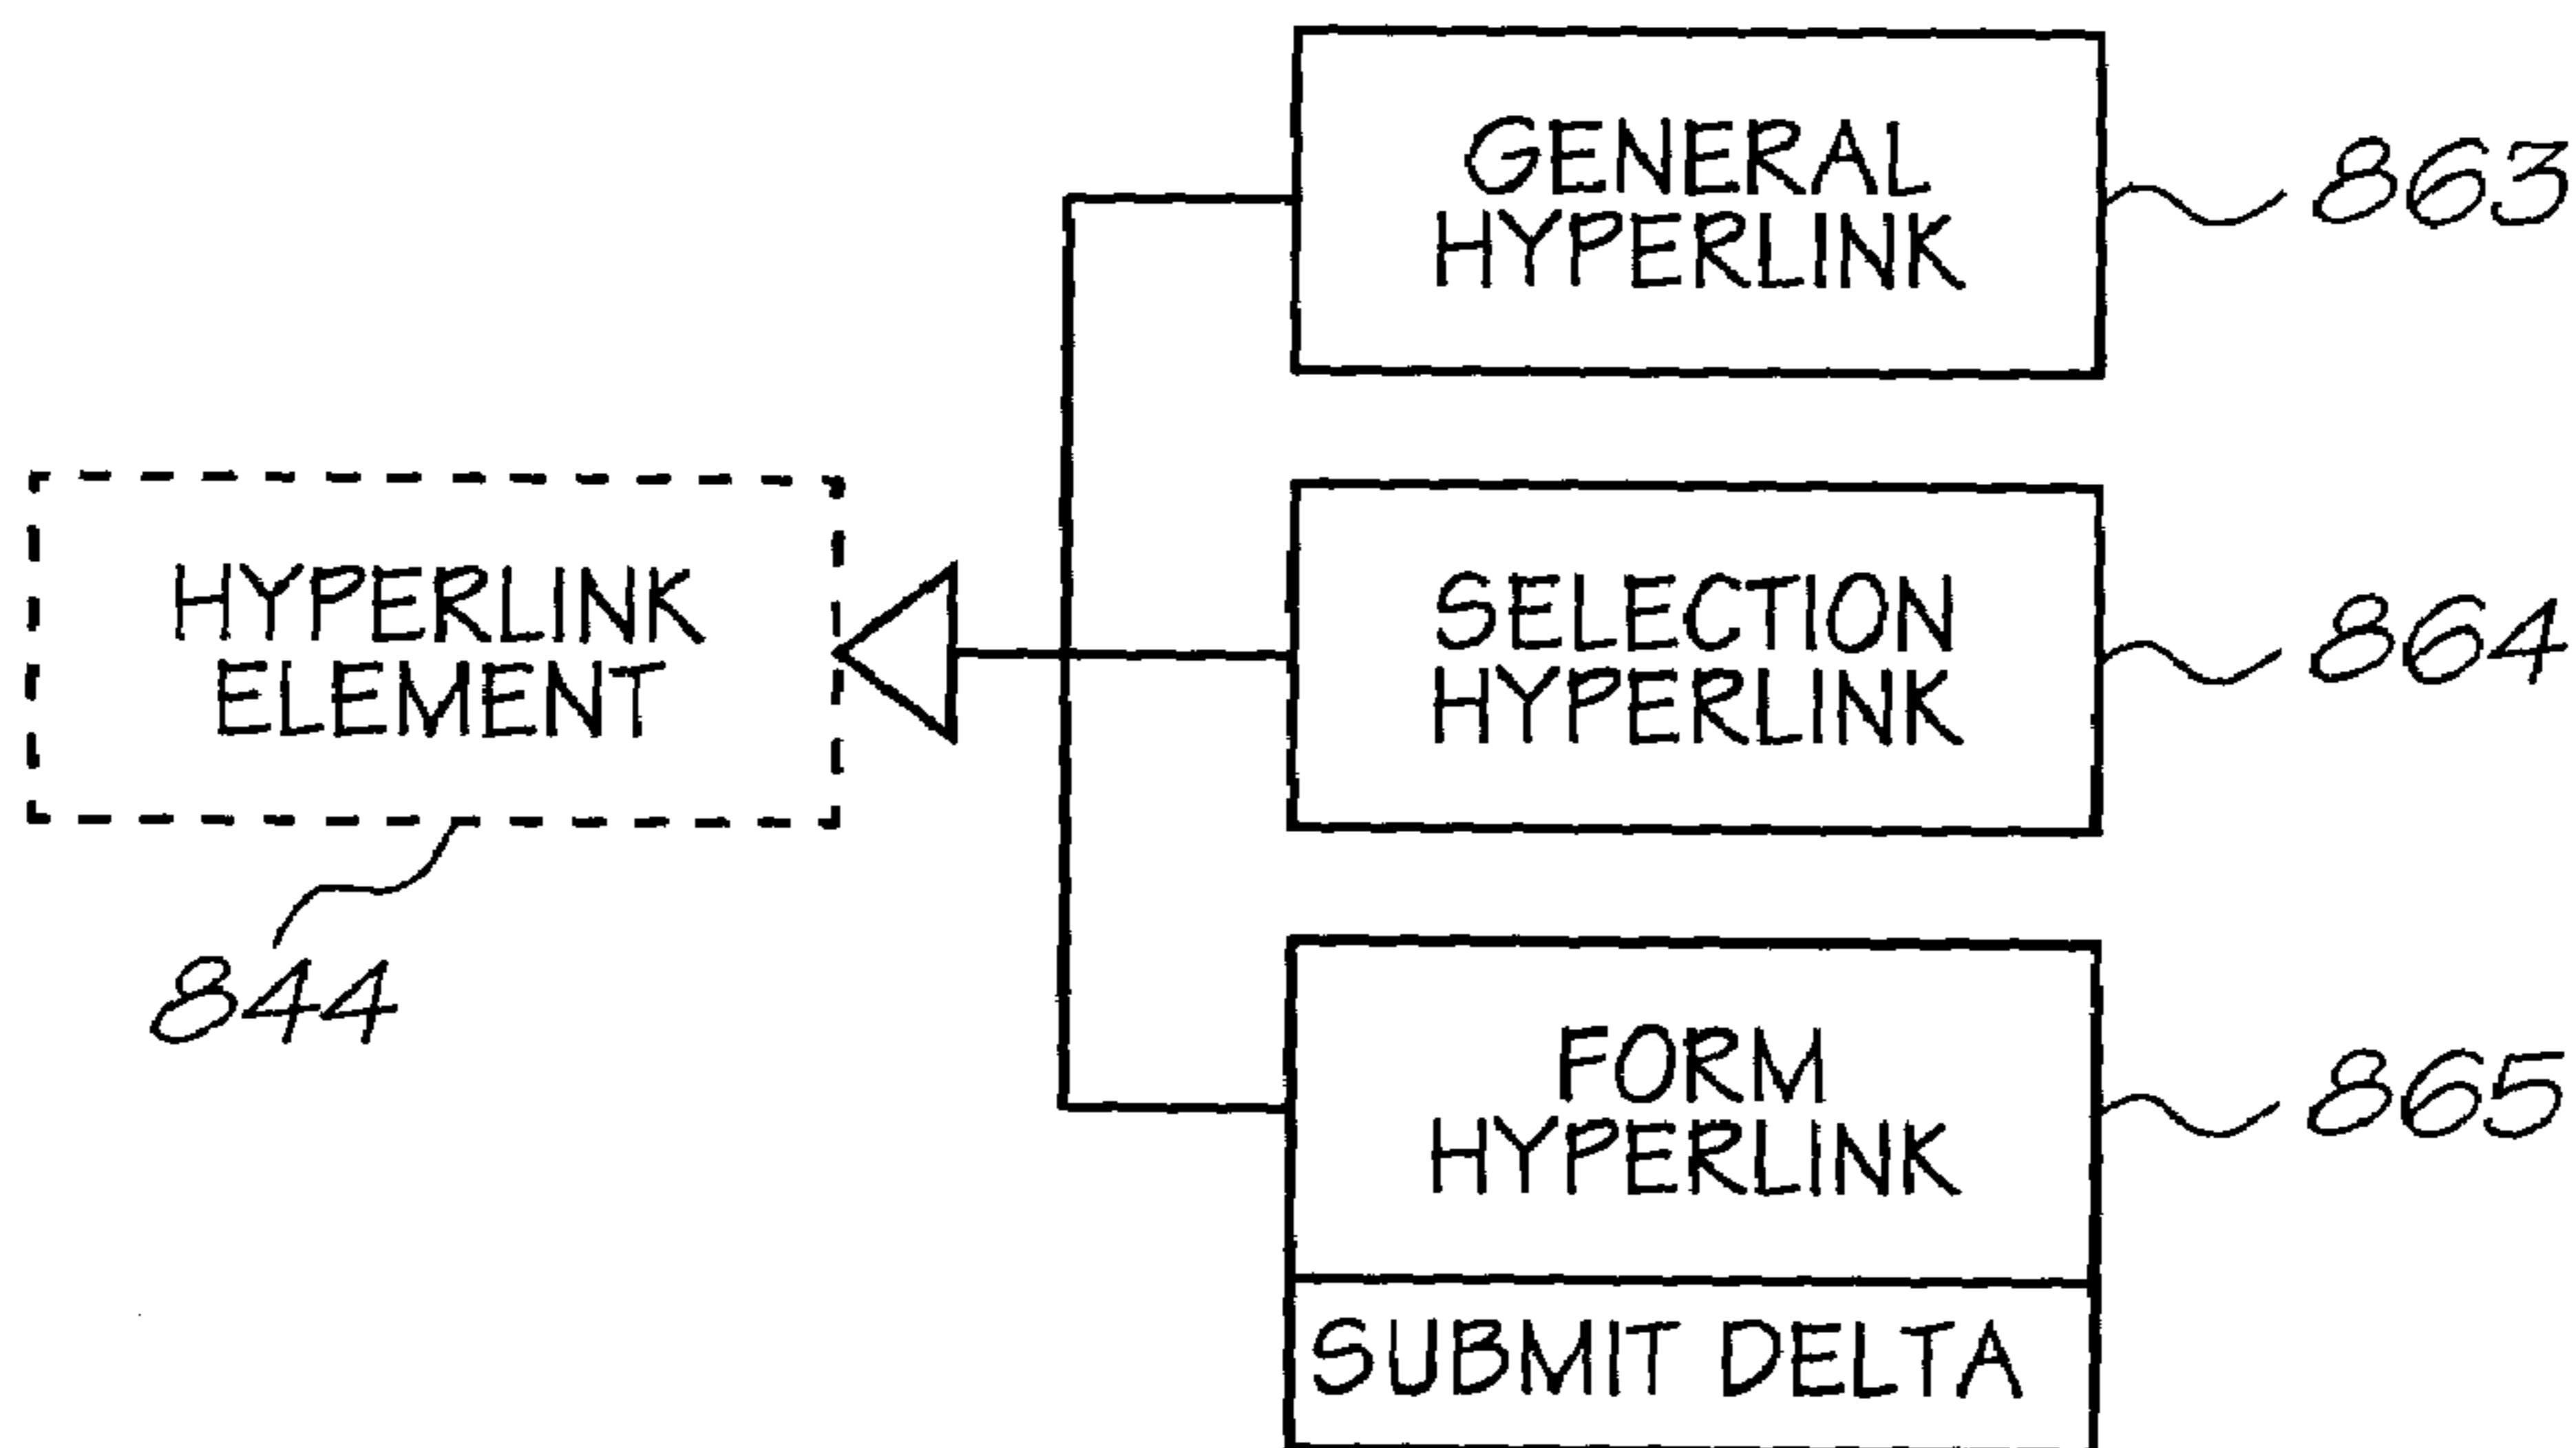 GENERAL
HYPERLINK
863
HYPERLINK
ELEMENT
844
SELECTION
HYPERLINK
864
FORM
HYPERLINK
865
SUBMIT DELTA